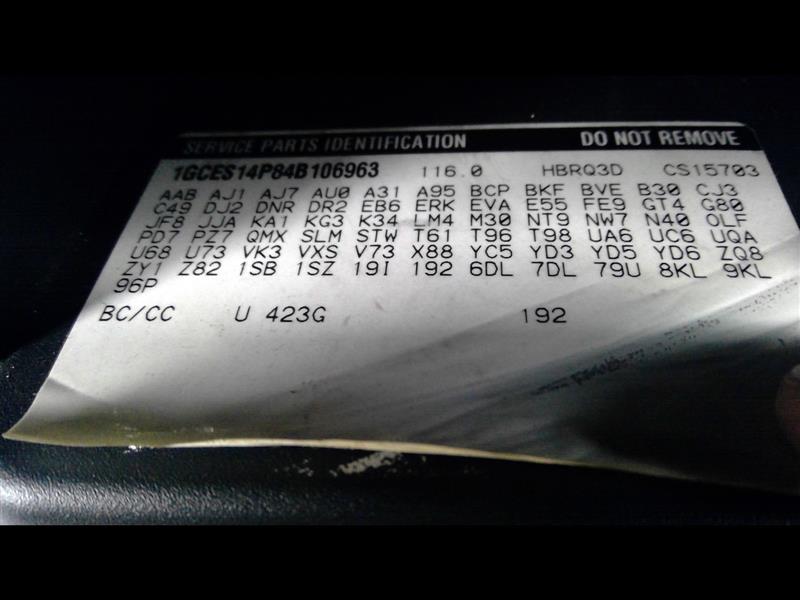 SERVICE PARTS IDENTIFICATION DO NOT REMOVE
1GCES14P84B106963 116.0 HBRQ3D CS15703
AAB AJ1 AJ7 AU0 A31 A95 BCP BKF BVE B30 CJ3
C49 DJ2 DNR DR2 EB6 ERK EVA E55 FE9 GT4 G80
JF8 JJA KA1 KG3 K34 LM4 M30 NT9 NW7 N40 OLF
PD7 PZ7 QMX SLM STW T61 T96 T98 UA6 UC6 UQA
U68 U73 VK3 VXS V73 X88 YC5 YD3 YD5 YD6 ZQ8
ZY1 Z82 1SB 1SZ 19I 192 6DL 7DL 79U 8KL 9KL
96P
BC/CC U 423G 192